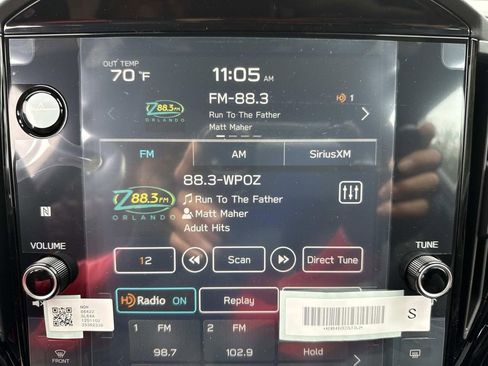 OUT TEMP
70 °F
11:05 AM
FM-88.3
HD 1
Z88.3FM
ORLANDO
Run To The Father
Matt Maher
FM
AM
SiriusXM
88.3-WPOZ
Z88.3FM
ORLANDO
Run To The Father
Matt Maher
Adult Hits
VOLUME
TUNE
12
Scan
Direct Tune
HD Radio ON
Replay
S
1 FM
2 FM
98.7
102.9
Hold
FRONT
REAR